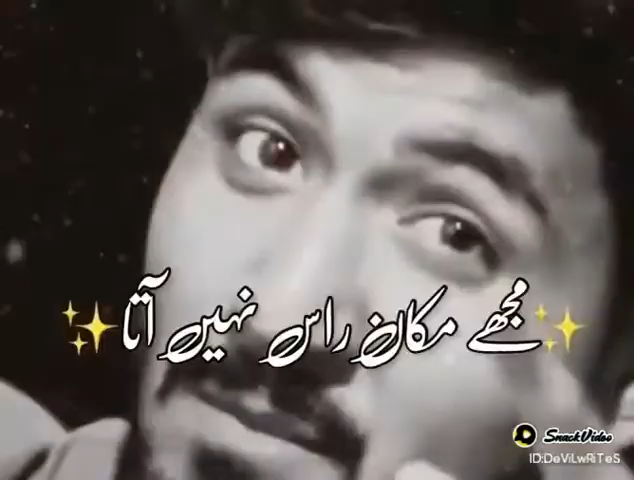 مجھے مکان راس نہیں آتا
SnackVideo
ID:DeViLwRiTeS